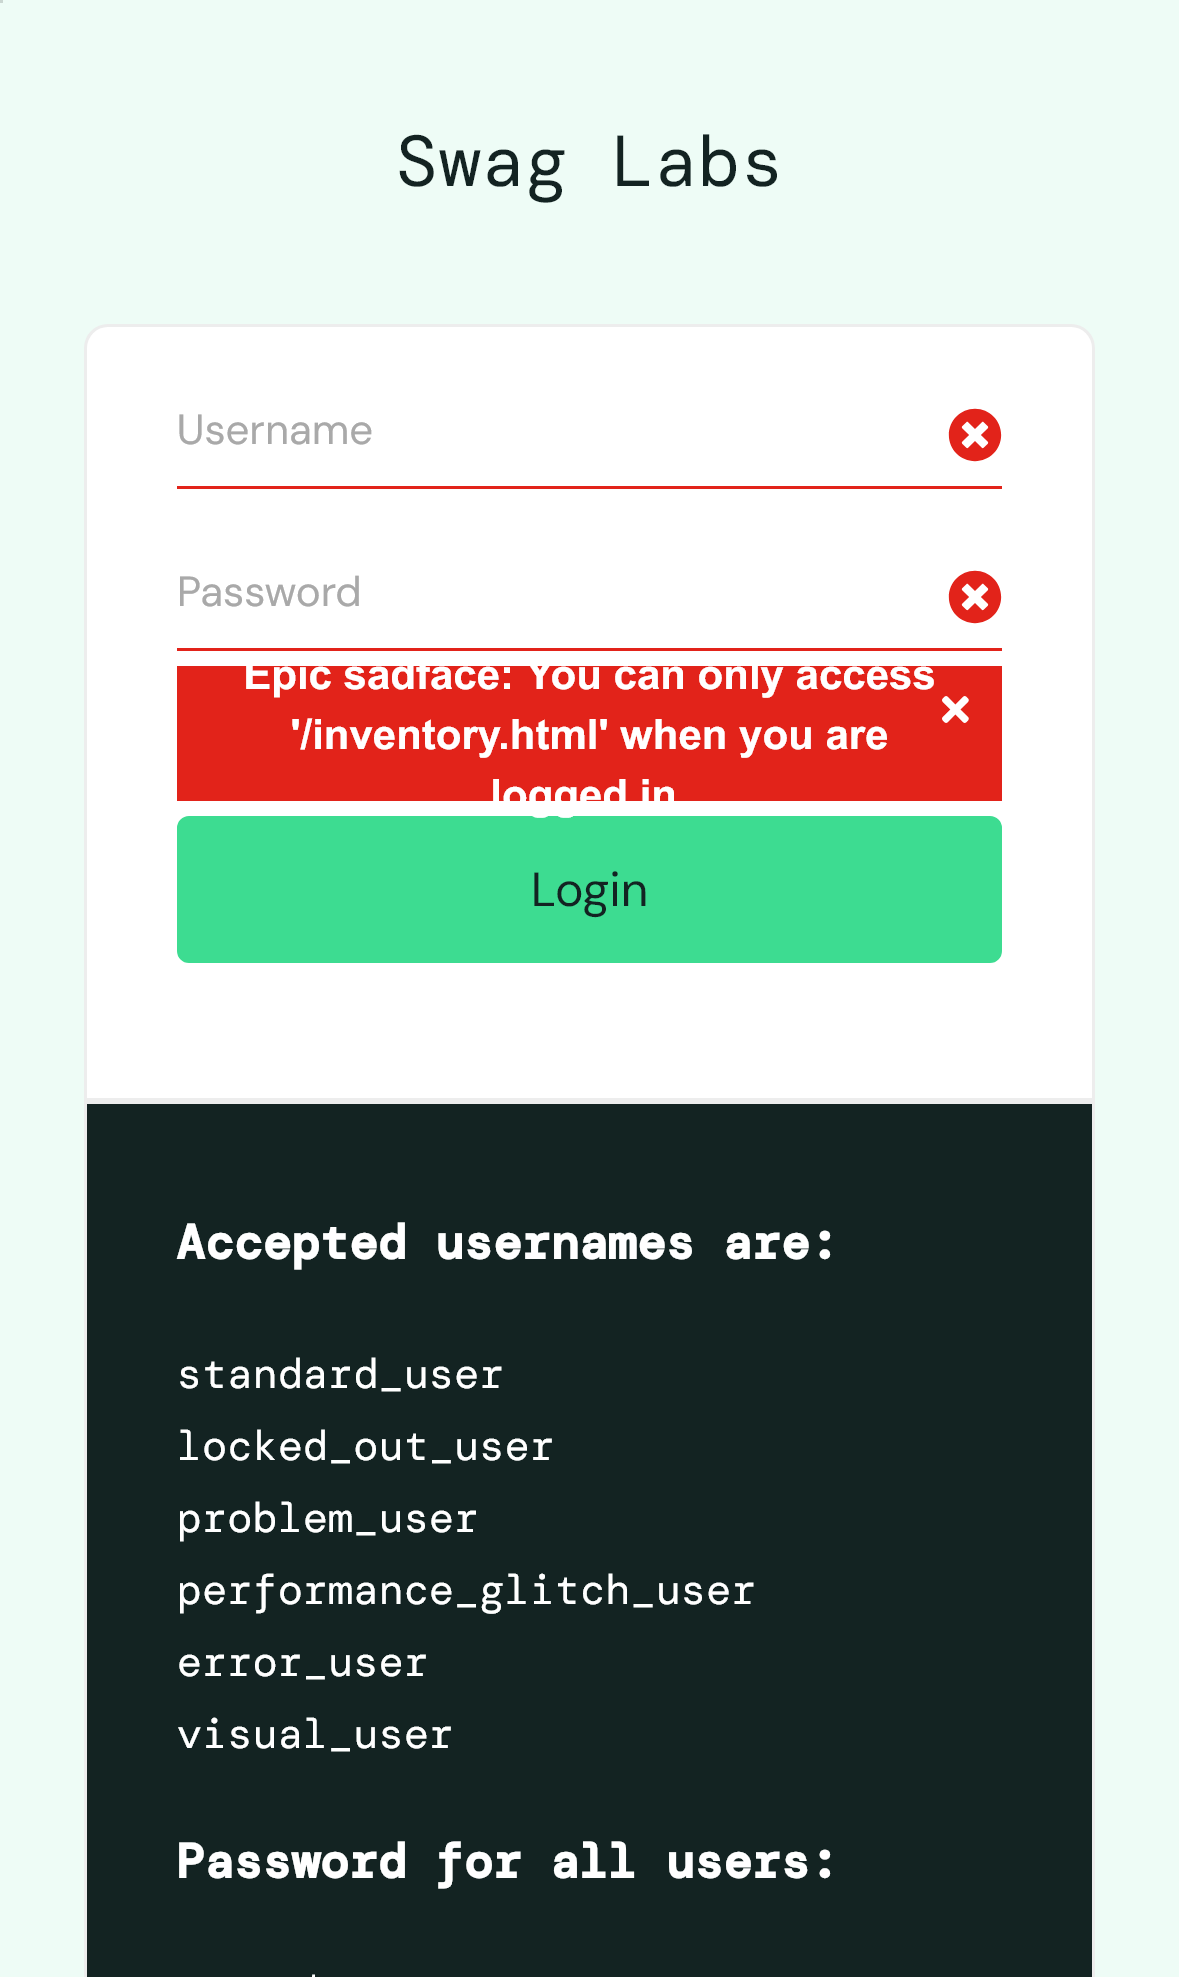 Swag Labs
Username
Password
Epic sadface: You can only access
'/inventory.html' when you are
logged in
Login
Accepted usernames are:
standard_user
locked_out_user
problem_user
performance_glitch_user
error_user
visual_user
Password for all users: